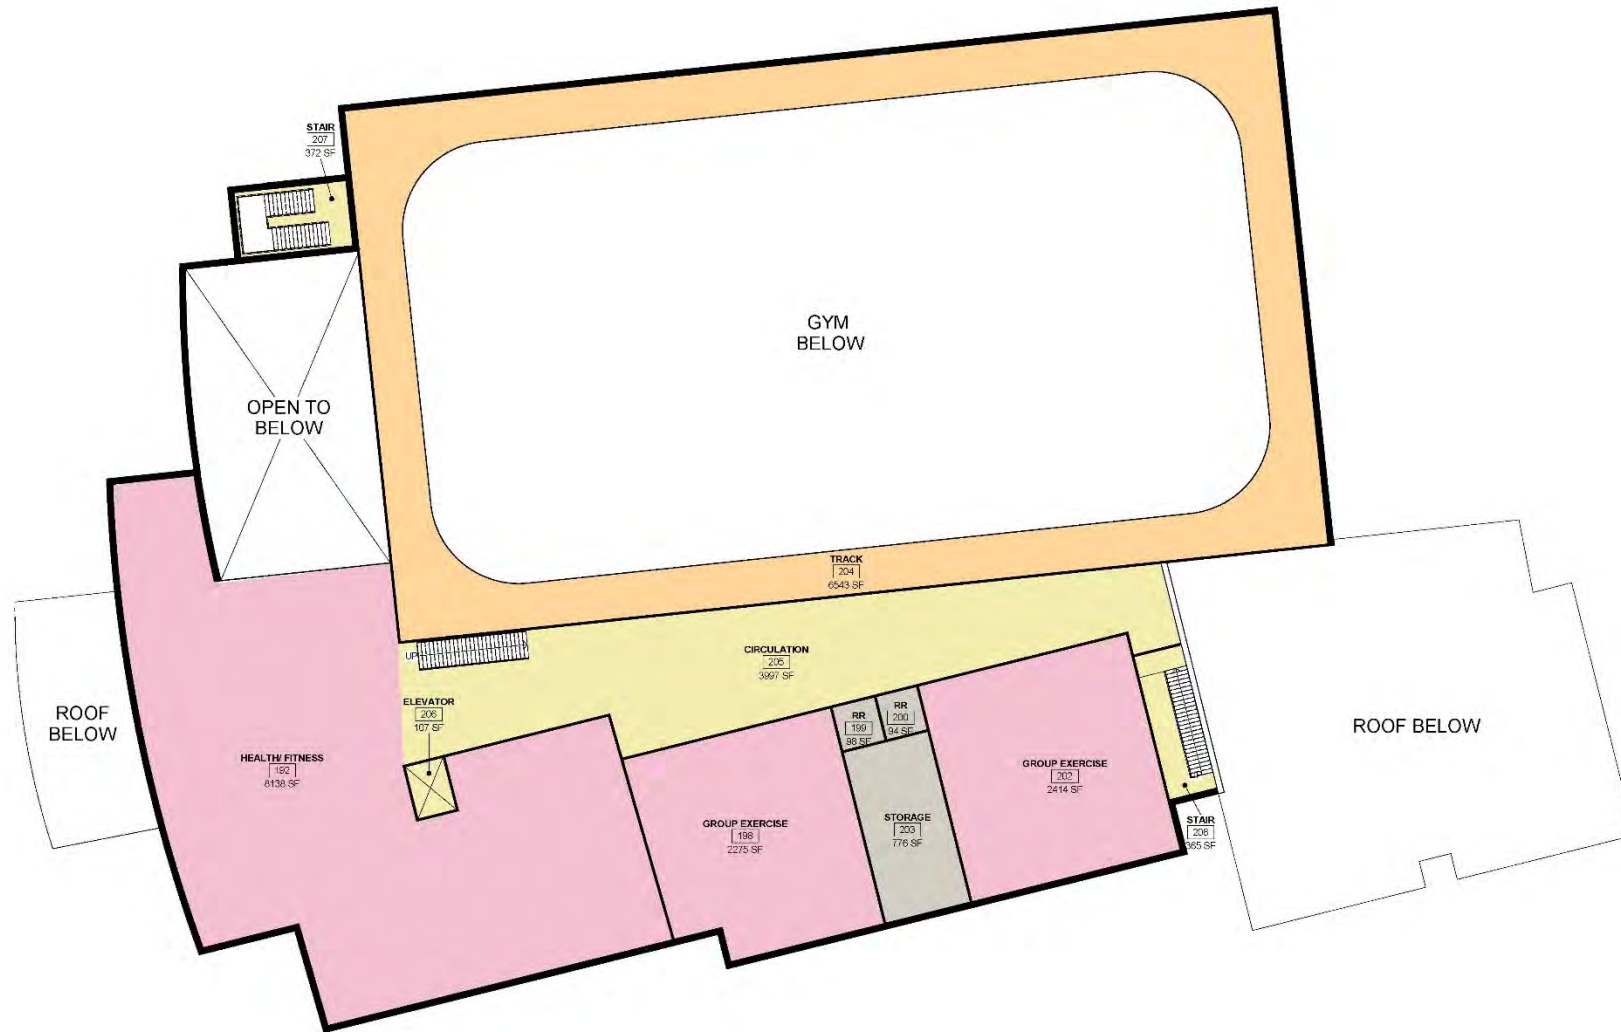 STAIR
207
372 SF
GYM
BELOW
OPEN TO
BELOW
TRACK
204
6543 SF
UP
CIRCULATION
205
3997 SF
ELEVATOR
206
107 SF
ROOF
BELOW
HEALTH/ FITNESS
192
8138 SF
RR
199
98 SF
RR
200
94 SF
GROUP EXERCISE
202
2414 SF
ROOF BELOW
GROUP EXERCISE
198
2275 SF
STORAGE
203
776 SF
STAIR
208
365 SF